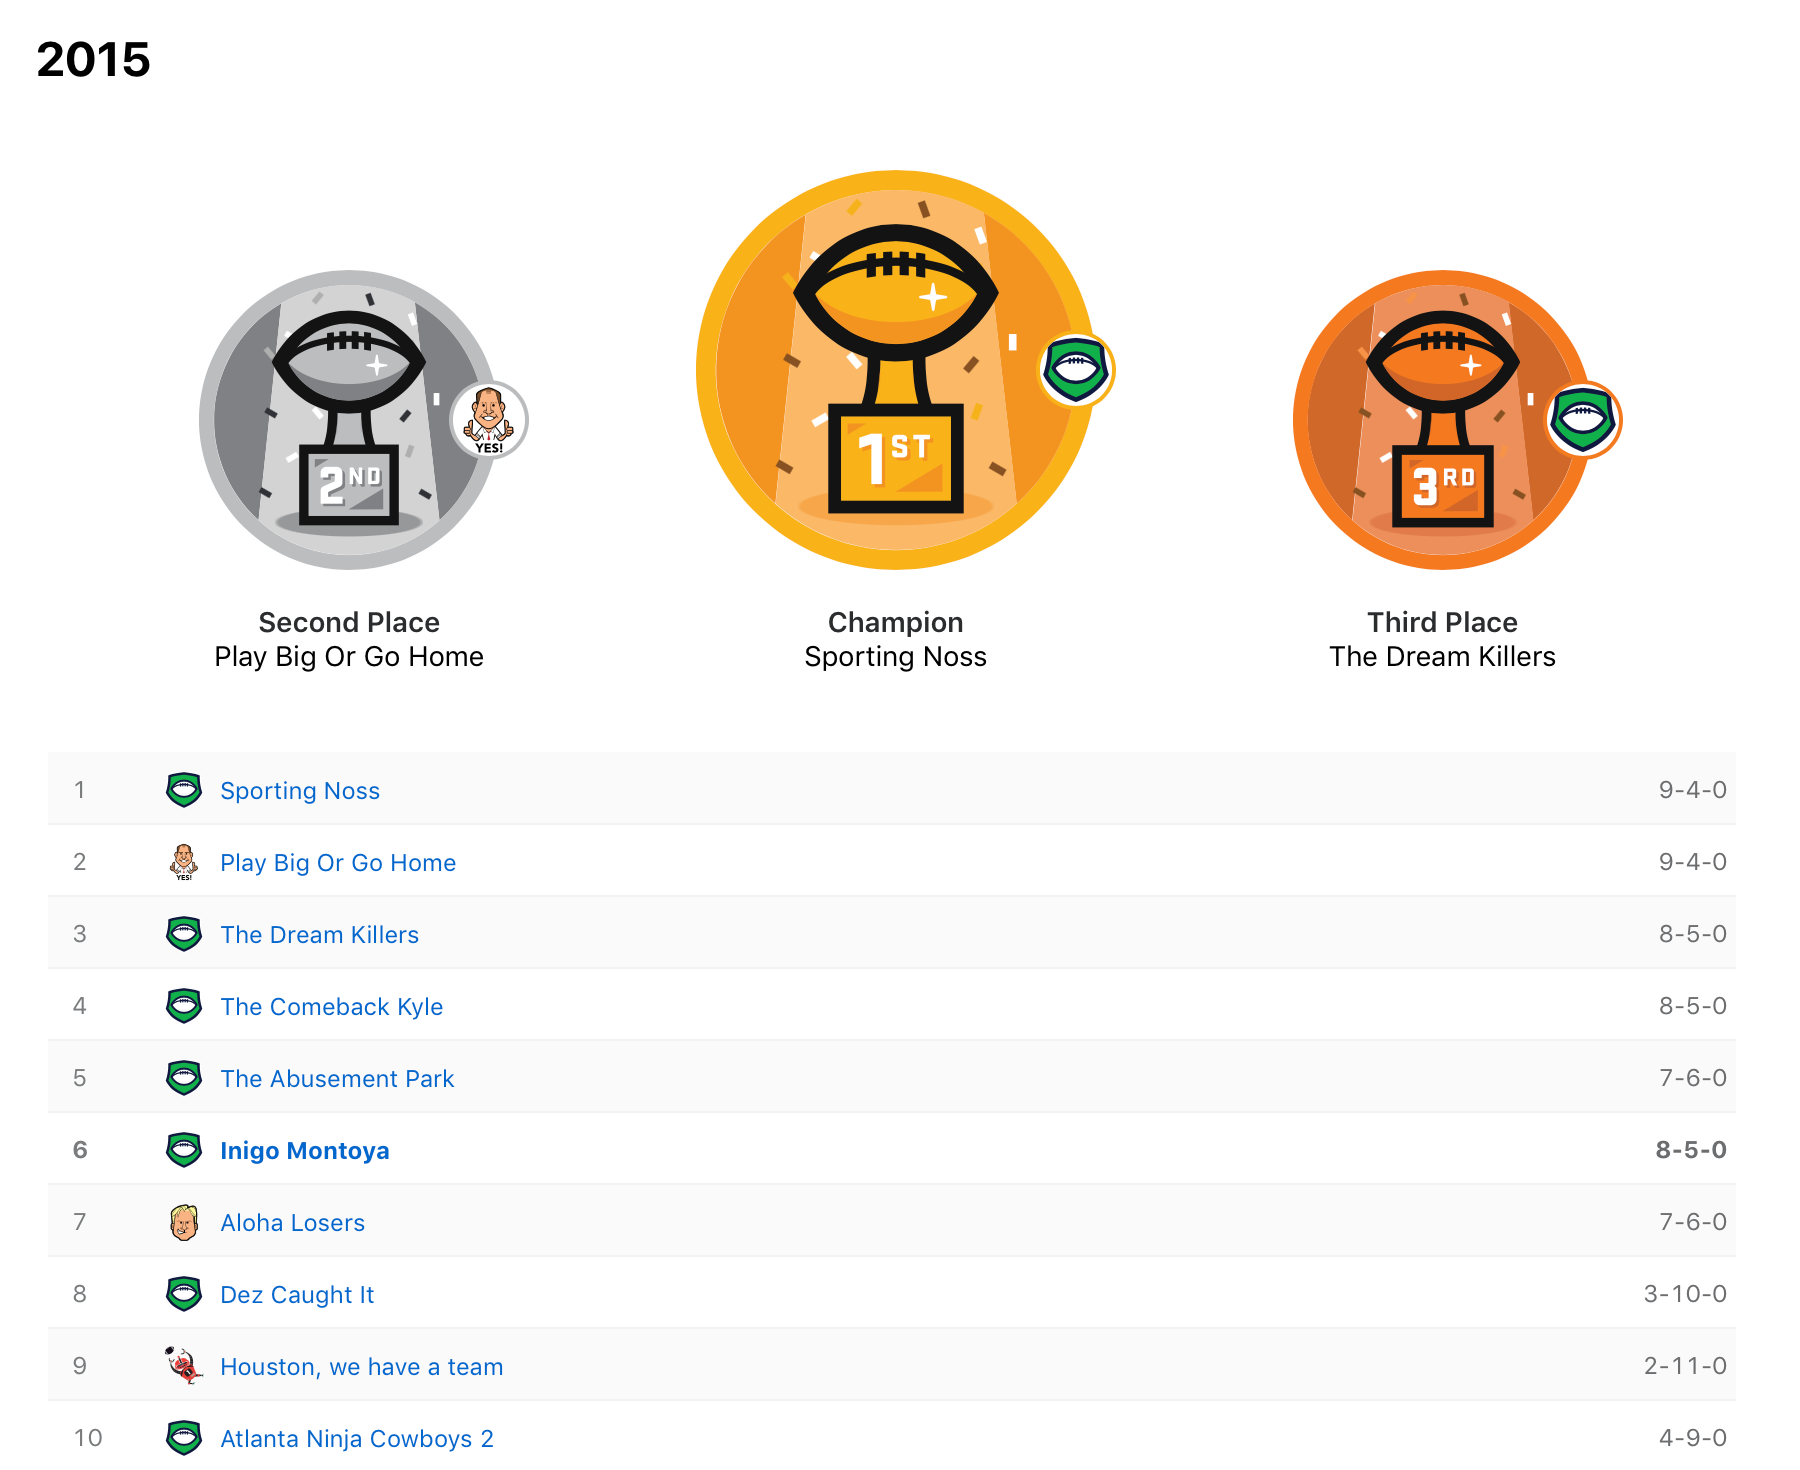 2015
YES!
2ND
1ST
3RD
Second Place
Play Big Or Go Home
Champion
Sporting Noss
Third Place
The Dream Killers
1 Sporting Noss 9-4-0
2 YES! Play Big Or Go Home 9-4-0
3 The Dream Killers 8-5-0
4 The Comeback Kyle 8-5-0
5 The Abusement Park 7-6-0
6 Inigo Montoya 8-5-0
7 Aloha Losers 7-6-0
8 Dez Caught It 3-10-0
9 Houston, we have a team 2-11-0
10 Atlanta Ninja Cowboys 2 4-9-0